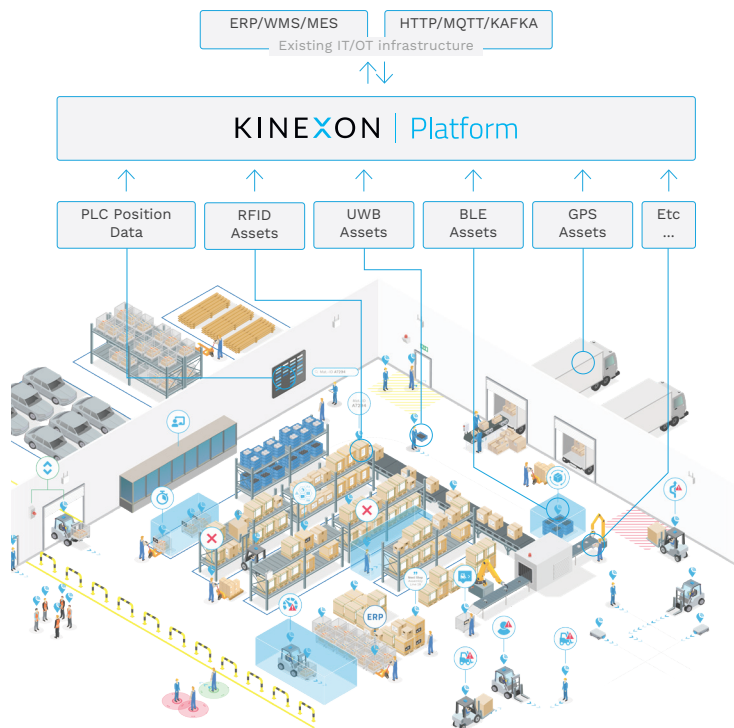 ERP/WMS/MES
HTTP/MQTT/KAFKA
Existing IT/OT infrastructure
KINEXON | Platform
PLC Position
Data
RFID
Assets
UWB
Assets
BLE
Assets
GPS
Assets
Etc
...
ERP